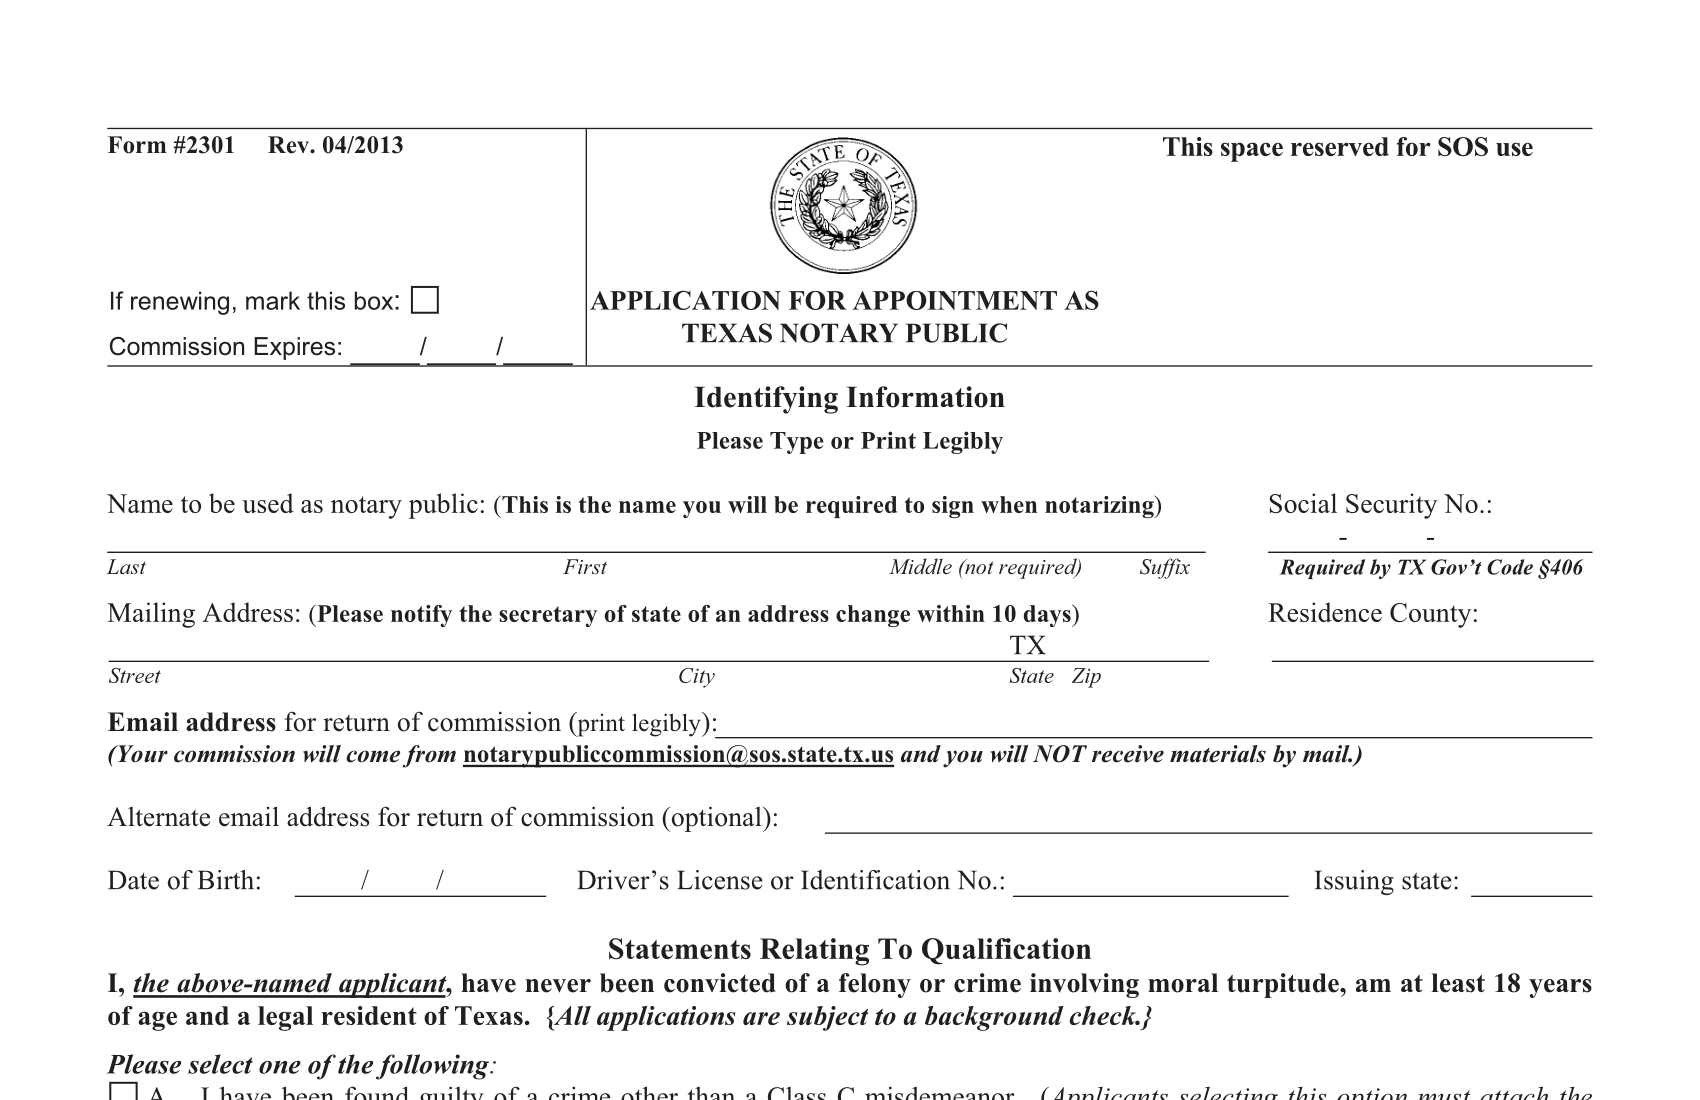 Form #2301 Rev. 04/2013
This space reserved for SOS use
THE STATE OF TEXAS
If renewing, mark this box:
Commission Expires: _____/_____/_____
APPLICATION FOR APPOINTMENT AS
TEXAS NOTARY PUBLIC
Identifying Information
Please Type or Print Legibly
Name to be used as notary public: (This is the name you will be required to sign when notarizing) Social Security No.:
- -
Last First Middle (not required) Suffix Required by TX Gov’t Code §406
Mailing Address: (Please notify the secretary of state of an address change within 10 days) Residence County:
TX
Street City State Zip
Email address for return of commission (print legibly):
(Your commission will come from notarypubliccommission@sos.state.tx.us and you will NOT receive materials by mail.)
Alternate email address for return of commission (optional):
Date of Birth: / / Driver’s License or Identification No.: Issuing state:
Statements Relating To Qualification
I, the above-named applicant, have never been convicted of a felony or crime involving moral turpitude, am at least 18 years
of age and a legal resident of Texas. {All applications are subject to a background check.}
Please select one of the following:
A. I have been found guilty of a crime other than a Class C misdemeanor. (Applicants selecting this option must attach the